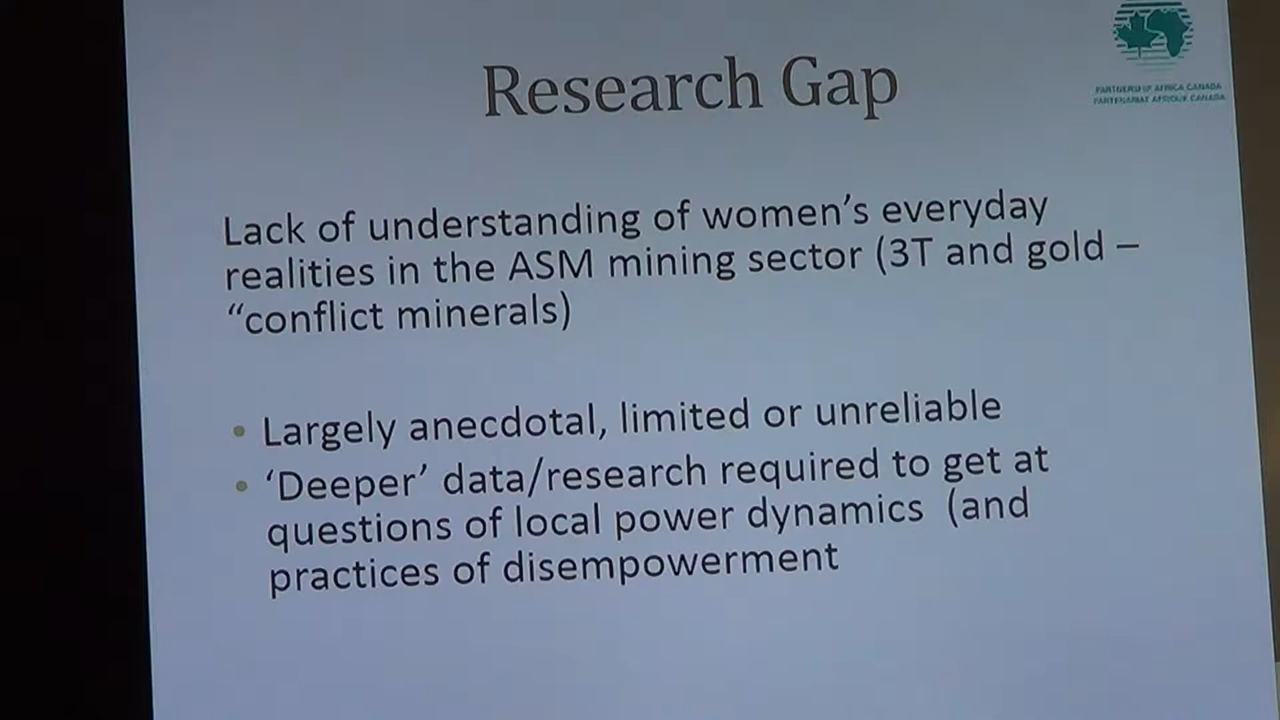 Research Gap
PARTNERSHIP AFRICA CANADA
PARTENARIAT AFRIQUE CANADA
Lack of understanding of women’s everyday
realities in the ASM mining sector (3T and gold –
“conflict minerals)
• Largely anecdotal, limited or unreliable
• ‘Deeper’ data/research required to get at
questions of local power dynamics (and
practices of disempowerment